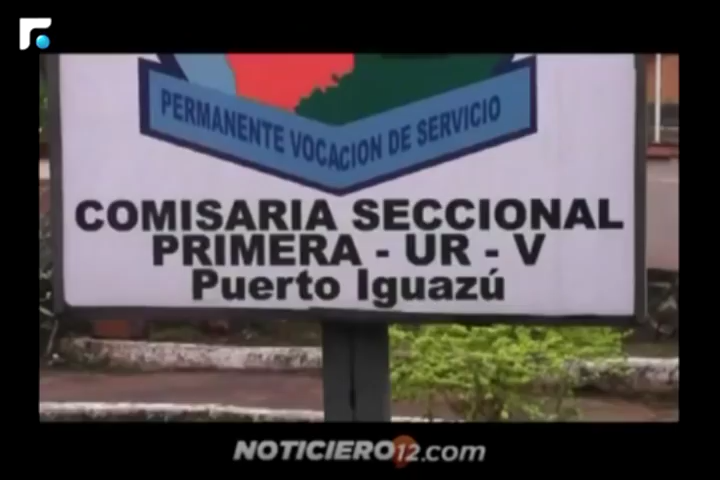 PERMANENTE VOCACION DE SERVICIO
COMISARIA SECCIONAL
PRIMERA - UR - V
Puerto Iguazú
NOTICIERO12.com